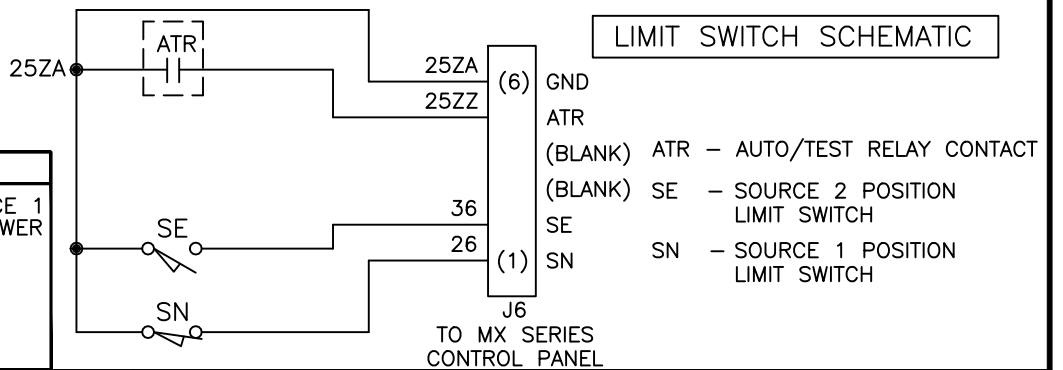 LIMIT SWITCH SCHEMATIC
ATR
25ZA
25ZA
(6) GND
25ZZ
ATR
(BLANK)
(BLANK)
36
SE
26
(1) SN
SE
SN
J6
TO MX SERIES
CONTROL PANEL
ATR – AUTO/TEST RELAY CONTACT
SE – SOURCE 2 POSITION
LIMIT SWITCH
SN – SOURCE 1 POSITION
LIMIT SWITCH
1